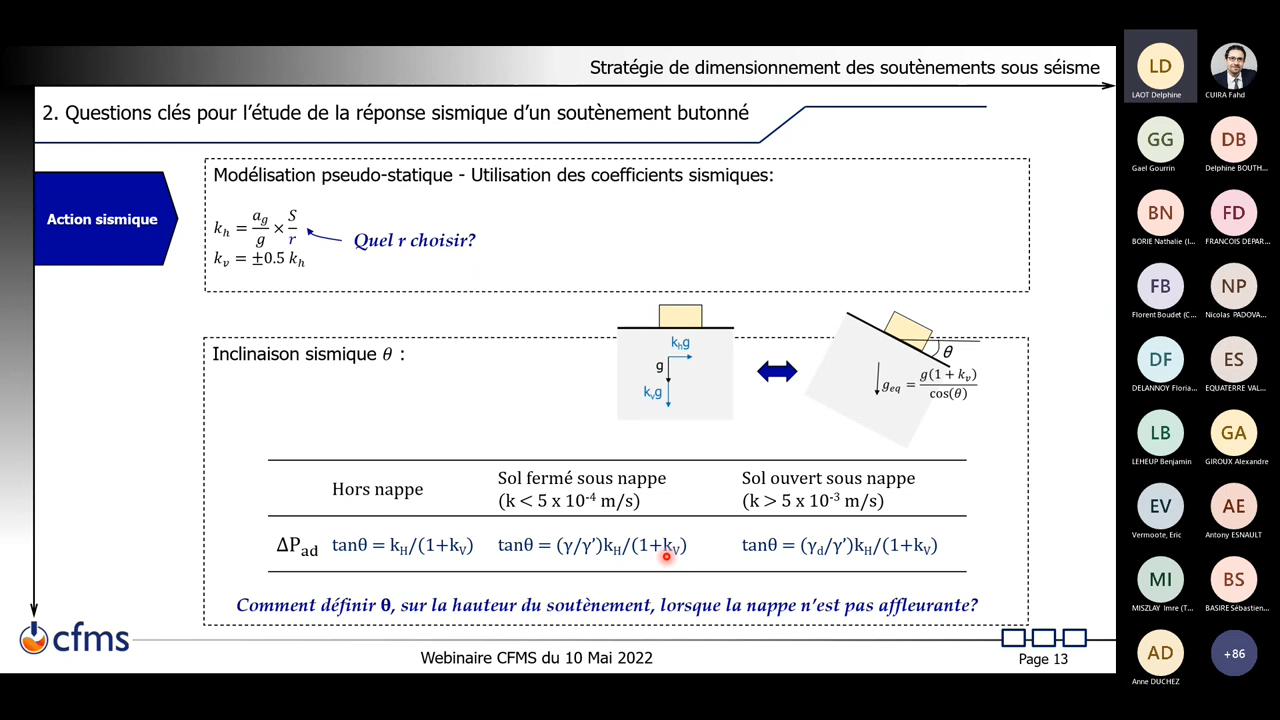 Stratégie de dimensionnement des soutènements sous séisme
2. Questions clés pour l'étude de la réponse sismique d'un soutènement butonné
Action sismique
Modélisation pseudo-statique - Utilisation des coefficients sismiques:
k_h = a_g/g × S/r
Quel r choisir?
k_v = ±0.5 k_h
Inclinaison sismique θ :
k_hg
g
k_vg
θ
g_eq = g(1 + k_v)/cos(θ)
Hors nappe
Sol fermé sous nappe
(k < 5 x 10⁻⁴ m/s)
Sol ouvert sous nappe
(k > 5 x 10⁻³ m/s)
ΔP_ad
tanθ = k_H/(1+k_V)
tanθ = (γ/γ')k_H/(1+k_V)
tanθ = (γ_d/γ')k_H/(1+k_V)
Comment définir θ, sur la hauteur du soutènement, lorsque la nappe n'est pas affleurante?
cfms
Webinaire CFMS du 10 Mai 2022
Page 13
LD
LAOT Delphine
CUIRA Fahd
GG
Gael Gourrin
DB
Delphine BOUTH...
BN
BORIE Nathalie (I...
FD
FRANCOIS DEPAR...
FB
Florent Boudet (C...
NP
Nicolas PADOVA...
DF
DELANNOY Floria...
ES
EQUATERRE VAL...
LB
LEHEUP Benjamin
GA
GIROUX Alexandre
EV
Vermoote, Eric
AE
Antony ESNAULT
MI
MISZLAY Imre (T...
BS
BASIRE Sébastien...
AD
Anne DUCHEZ
+86